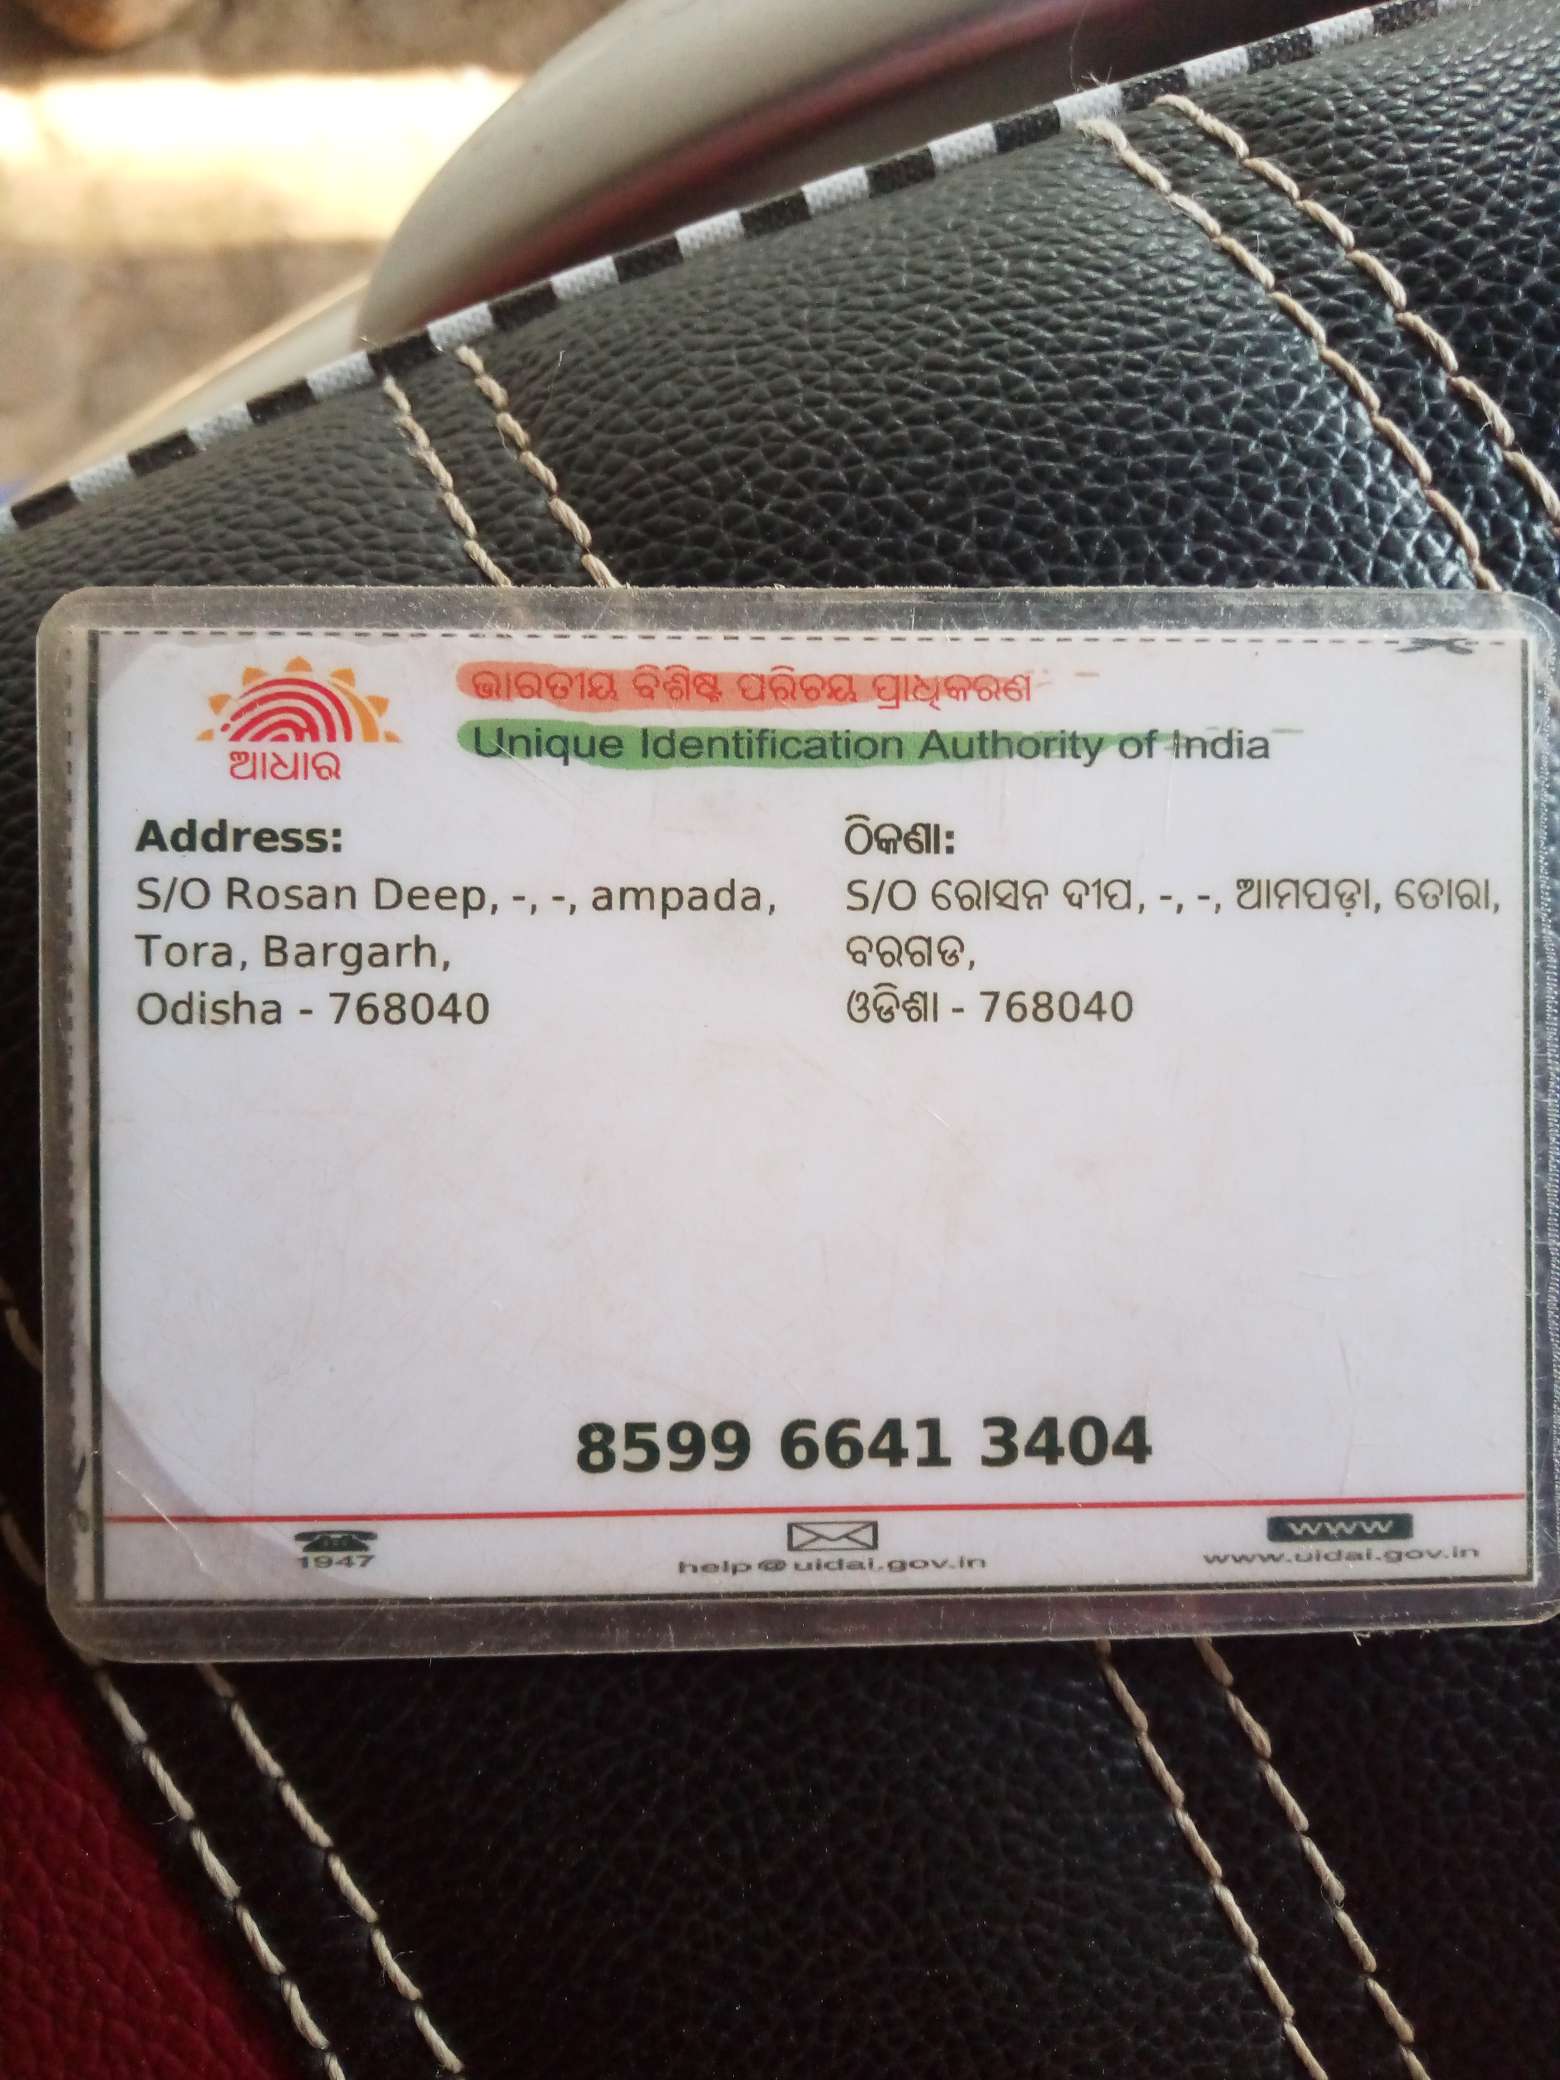 ଆଧାର
ଭାରତୀୟ ବିଶିଷ୍ଟ ପରିଚୟ ପ୍ରାଧିକରଣ
Unique Identification Authority of India
Address:
S/O Rosan Deep, -, -, ampada,
Tora, Bargarh,
Odisha - 768040
ଠିକଣା:
S/O ରୋସନ ଦୀପ, -, -, ଆମପଡ଼ା, ତୋରା,
ବରଗଡ,
ଓଡିଶା - 768040
8599 6641 3404
1947
help@uidai.gov.in
WWW
www.uidai.gov.in